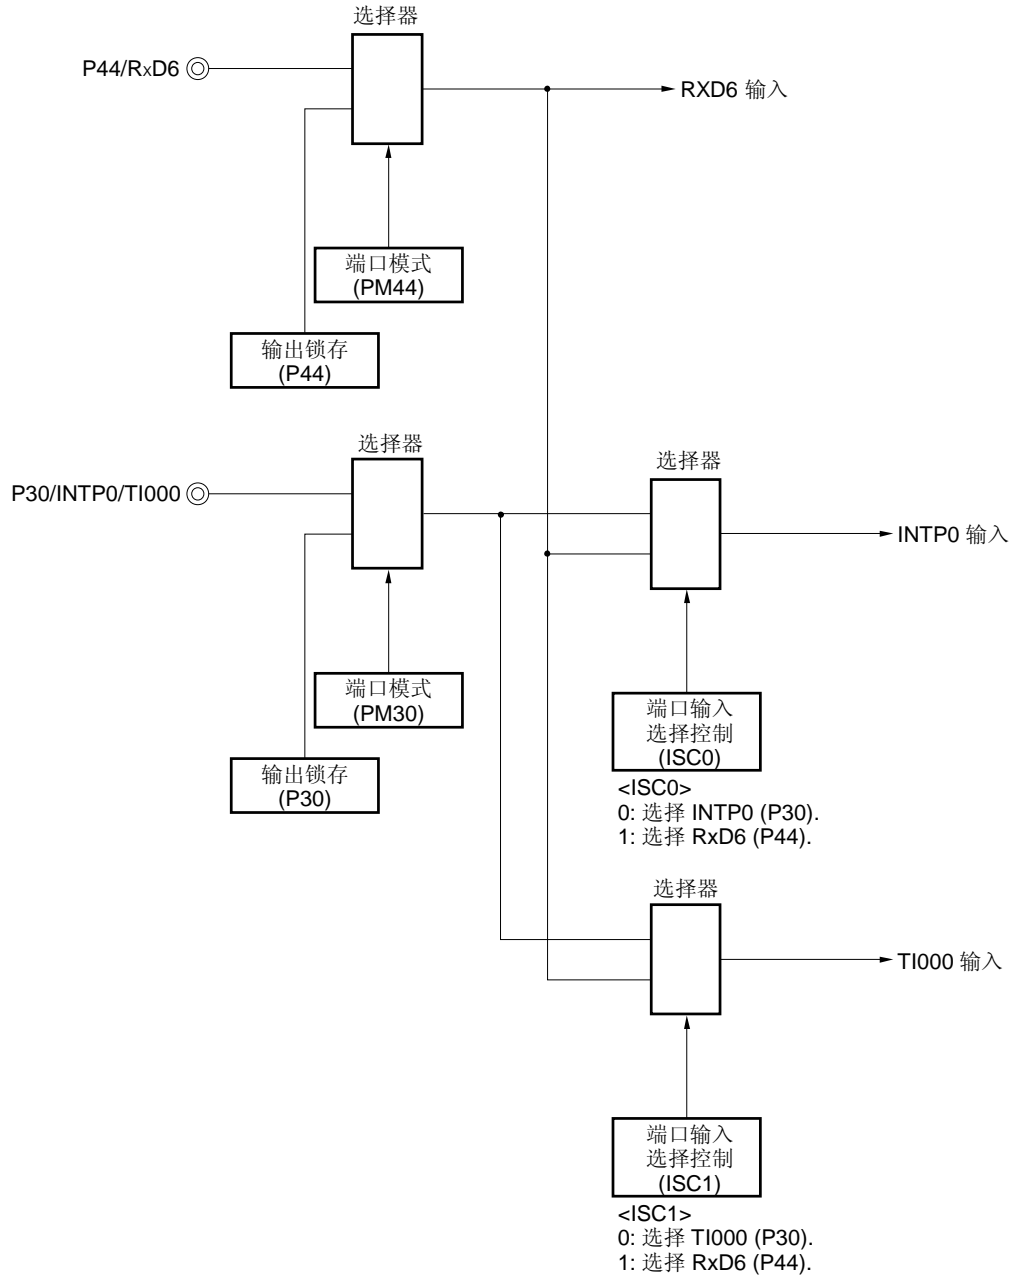 选择器
P44/RxD6
RXD6 输入
端口模式
(PM44)
输出锁存
(P44)
选择器
选择器
P30/INTP0/TI000
INTP0 输入
端口模式
(PM30)
端口输入
选择控制
(ISC0)
输出锁存
(P30)
<ISC0>
0: 选择 INTP0 (P30).
1: 选择 RxD6 (P44).
选择器
TI000 输入
端口输入
选择控制
(ISC1)
<ISC1>
0: 选择 TI000 (P30).
1: 选择 RxD6 (P44).